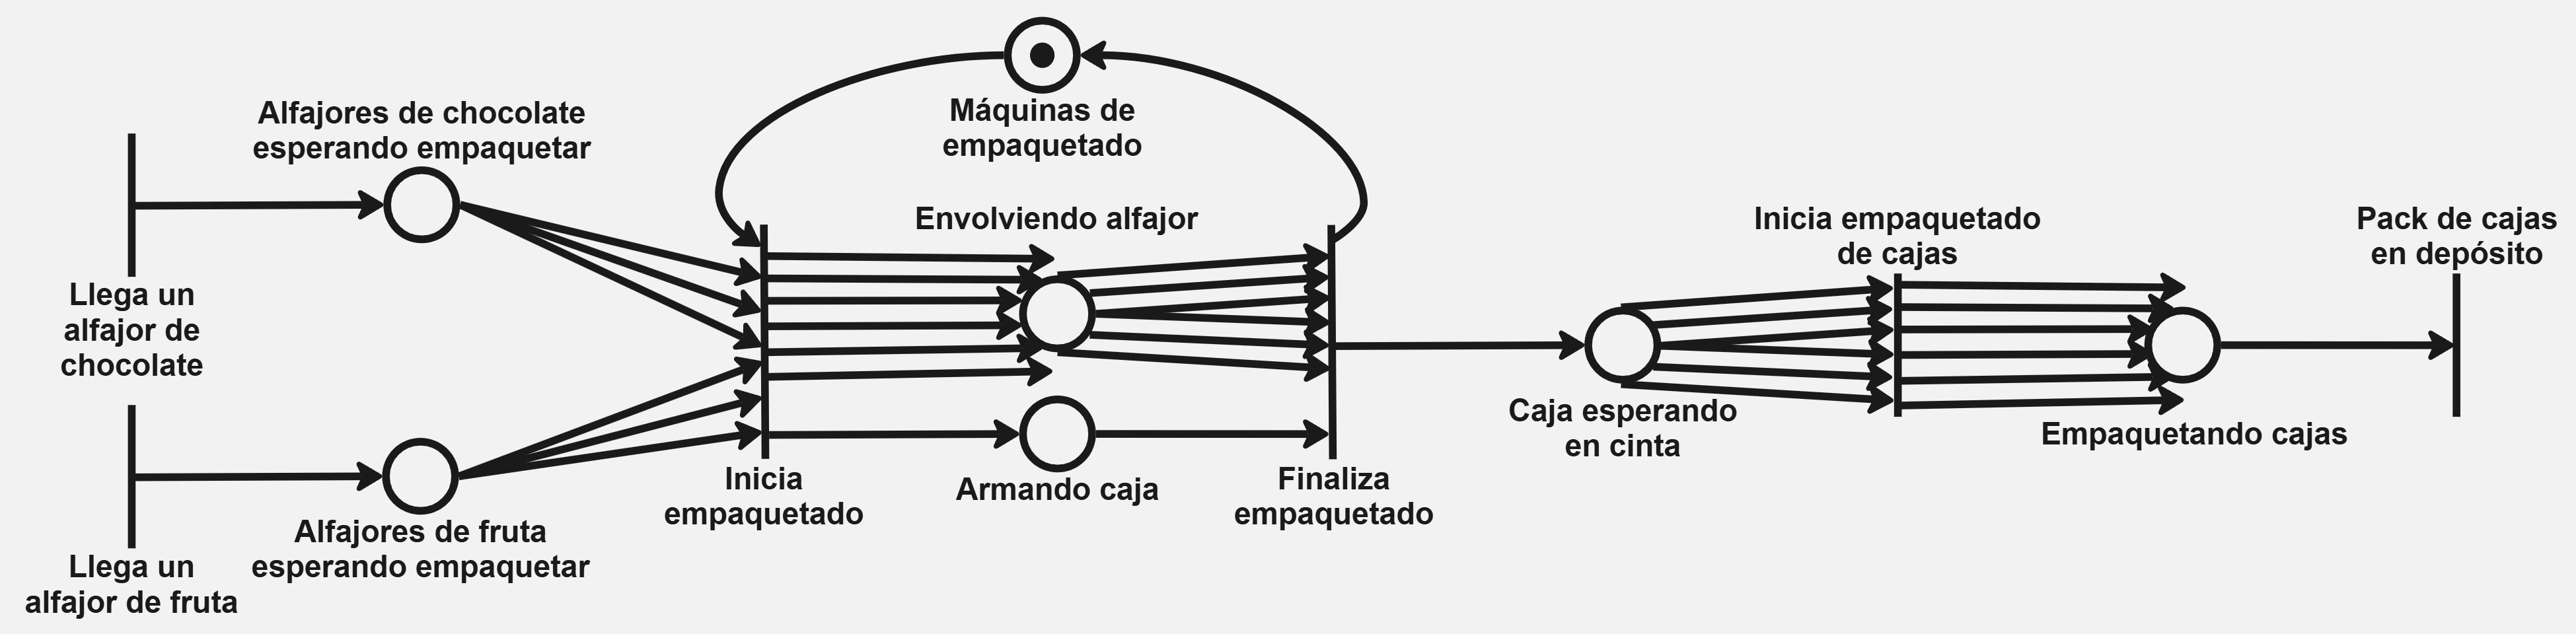 Máquinas de
empaquetado
Alfajores de chocolate
esperando empaquetar
Envolviendo alfajor
Inicia empaquetado
de cajas
Pack de cajas
en depósito
Llega un
alfajor de
chocolate
Caja esperando
en cinta
Empaquetando cajas
Inicia
empaquetado
Armando caja
Finaliza
empaquetado
Alfajores de fruta
esperando empaquetar
Llega un
alfajor de fruta